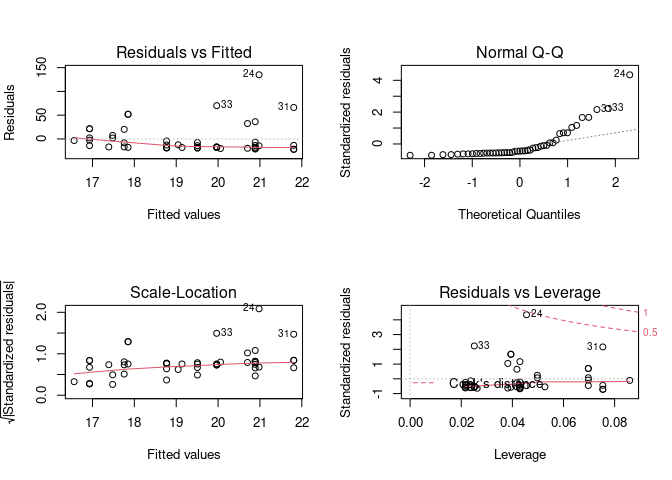 Residuals vs Fitted
Residuals
0 50 150
24
33
31
17 18 19 20 21 22
Fitted values
Normal Q-Q
Standardized residuals
0 2 4
24
31
33
-2 -1 0 1 2
Theoretical Quantiles
Scale-Location
√|Standardized residuals|
0.0 1.0 2.0
24
33
31
17 18 19 20 21 22
Fitted values
Residuals vs Leverage
Standardized residuals
-1 1 3
24
33
31
1
0.5
Cook's distance
0.00 0.02 0.04 0.06 0.08
Leverage